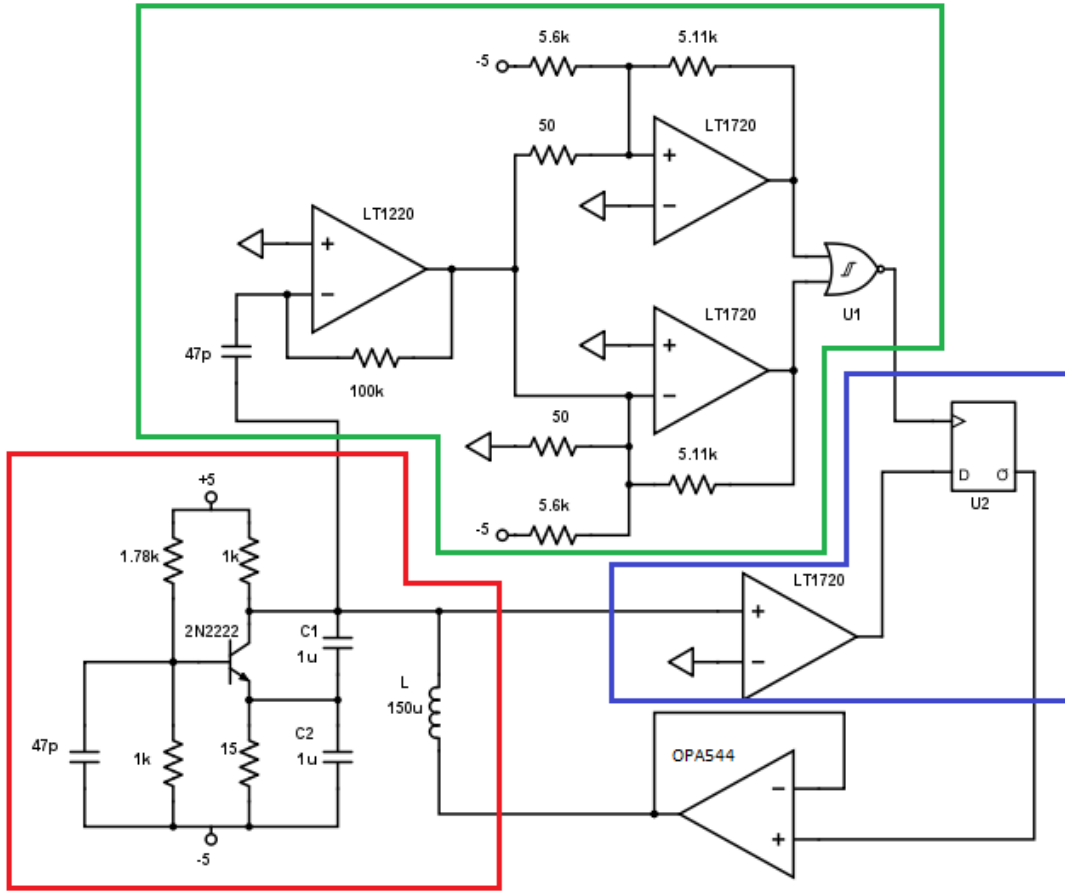 5.6k
5.11k
-5
LT1720
50
+
−
LT1220
+
−
U1
LT1720
47p
+
−
100k
50
5.11k
D
Q
U2
-5
5.6k
+5
1.78k
1k
LT1720
2N2222
C1
1u
+
−
L
150u
47p
1k
15
C2
1u
OPA544
−
+
-5